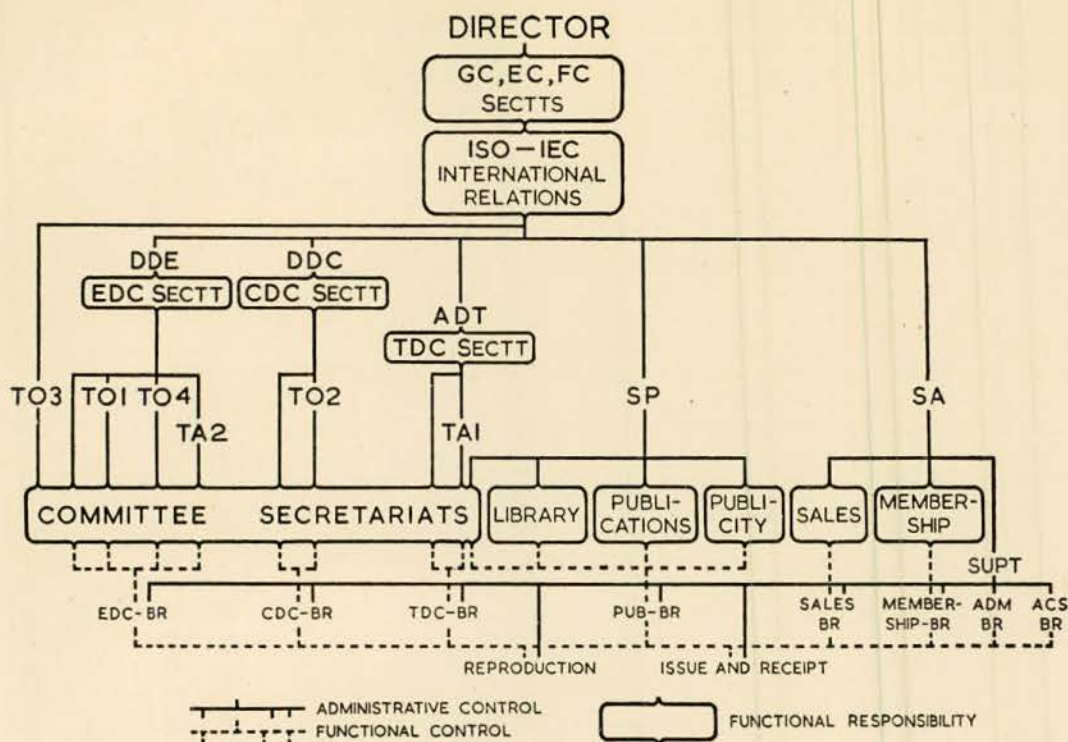 DIRECTOR
GC, EC, FC
SECTTS
ISO—IEC
INTERNATIONAL
RELATIONS
DDE
EDC SECTT
DDC
CDC SECTT
ADT
TDC SECTT
TO3
TO1
TO4
TA2
TO2
TA1
SP
SA
COMMITTEE SECRETARIATS
LIBRARY
PUBLI-
CATIONS
PUBLI-
CITY
SALES
MEMBER-
SHIP
SUPT
EDC-BR
CDC-BR
TDC-BR
PUB-BR
SALES
BR
MEMBER-
SHIP-BR
ADM
BR
ACS
BR
REPRODUCTION
ISSUE AND RECEIPT
ADMINISTRATIVE CONTROL
FUNCTIONAL CONTROL
FUNCTIONAL RESPONSIBILITY